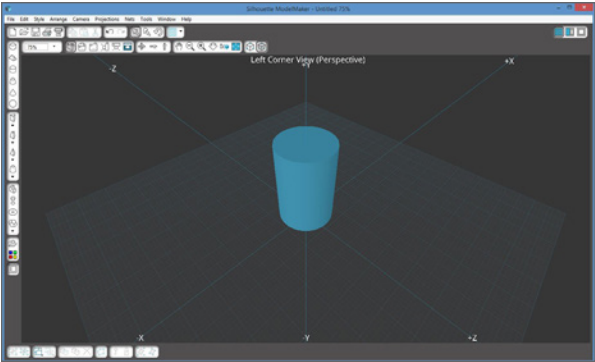 Silhouette ModelMaker - Untitled 75%
File Edit Style Arrange Camera Projections Nets Tools Window Help
75%
Left Corner View (Perspective)
-Z
+Y
+X
-X
-Y
+Z